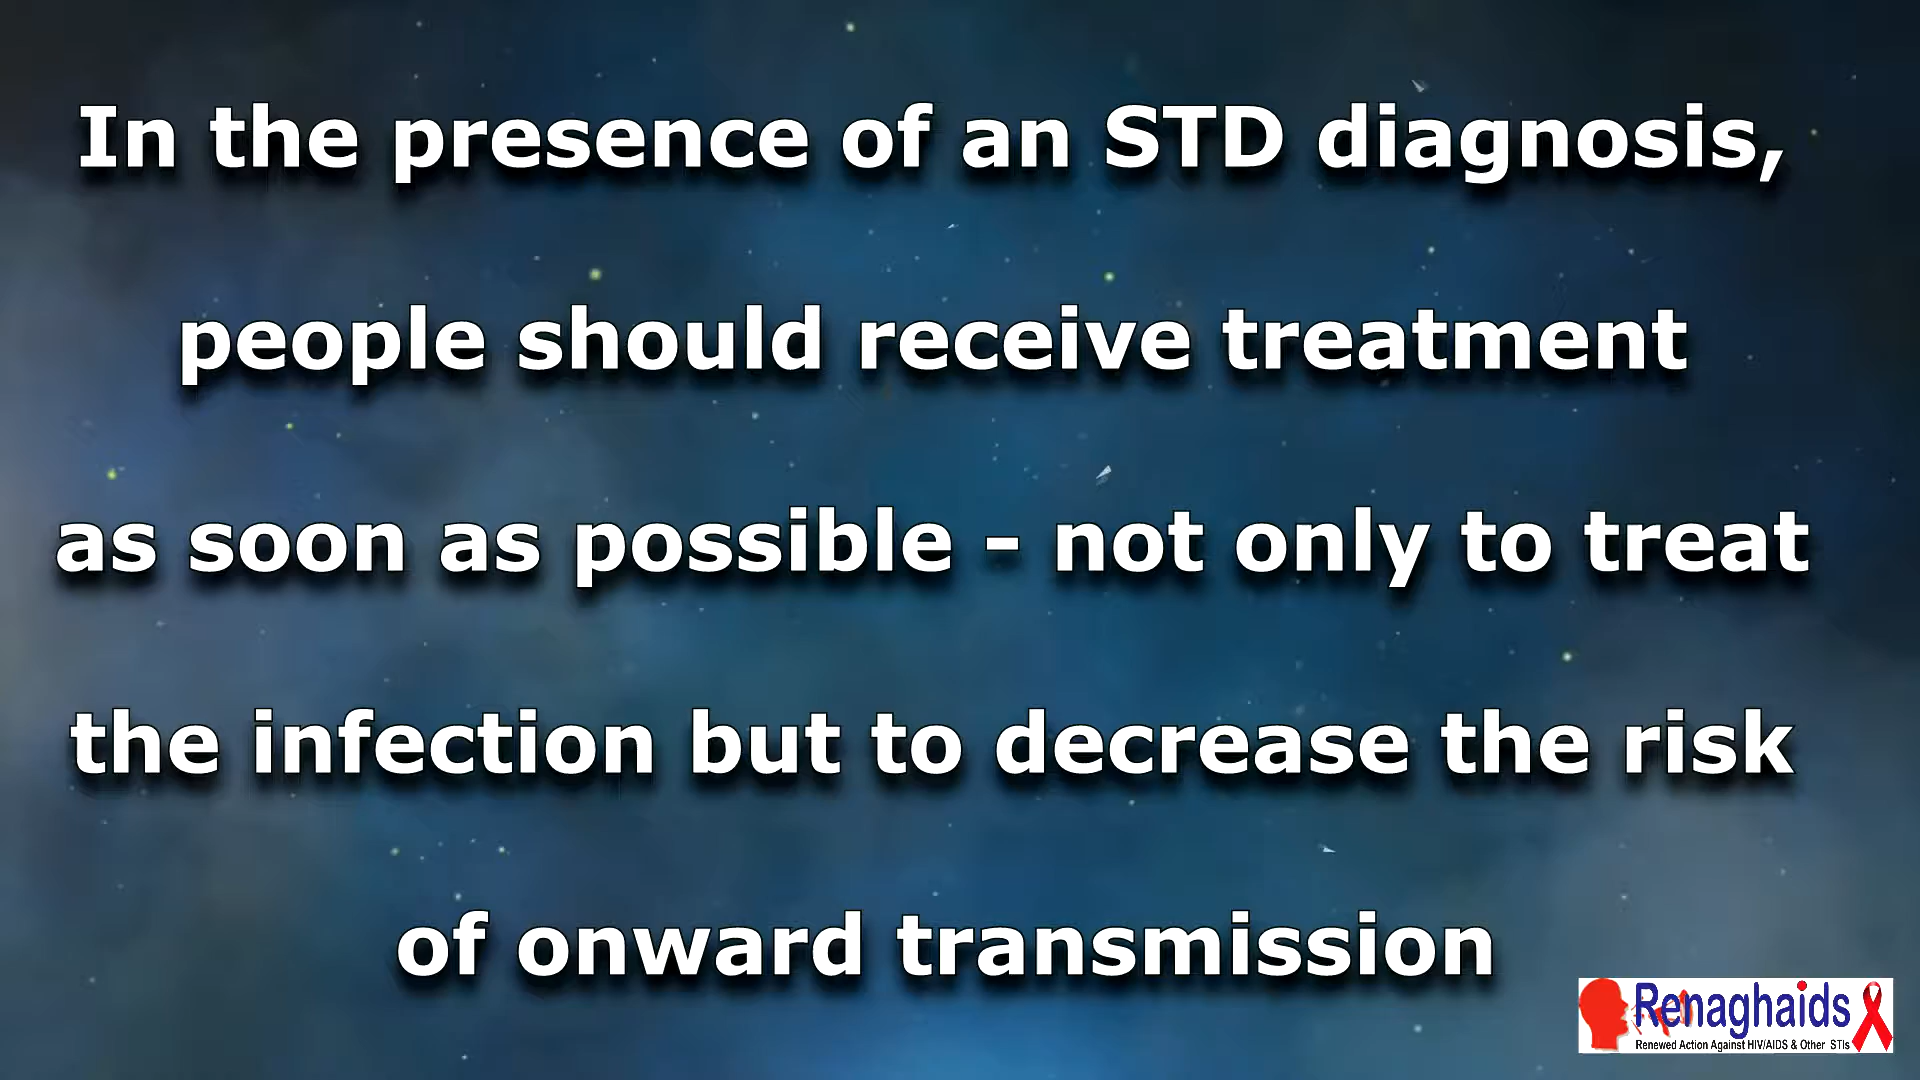 In the presence of an STD diagnosis,
people should receive treatment
as soon as possible - not only to treat
the infection but to decrease the risk
of onward transmission
Renaghaids
Renewed Action Against HIV/AIDS & Other STIs